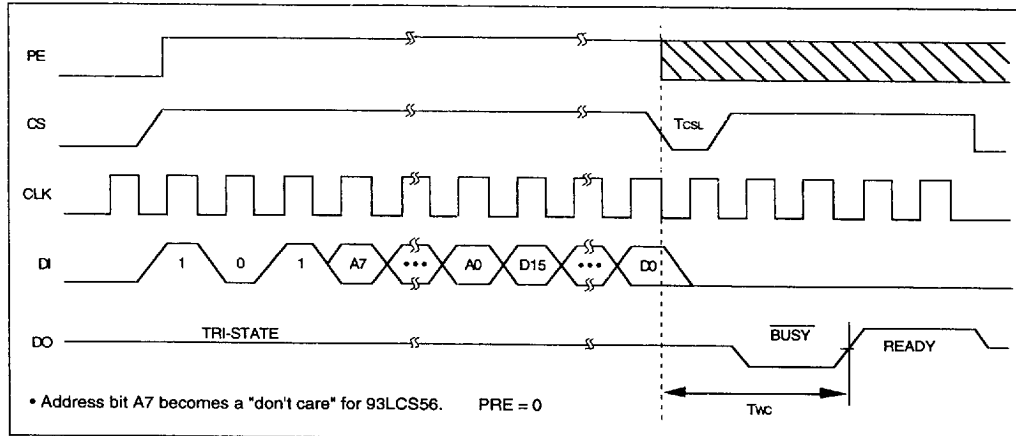 PE
CS TCSL
CLK
DI 1 0 1 A7 ••• A0 D15 ••• D0
DO TRI-STATE BUSY READY
TWC
• Address bit A7 becomes a "don't care" for 93LCS56. PRE = 0